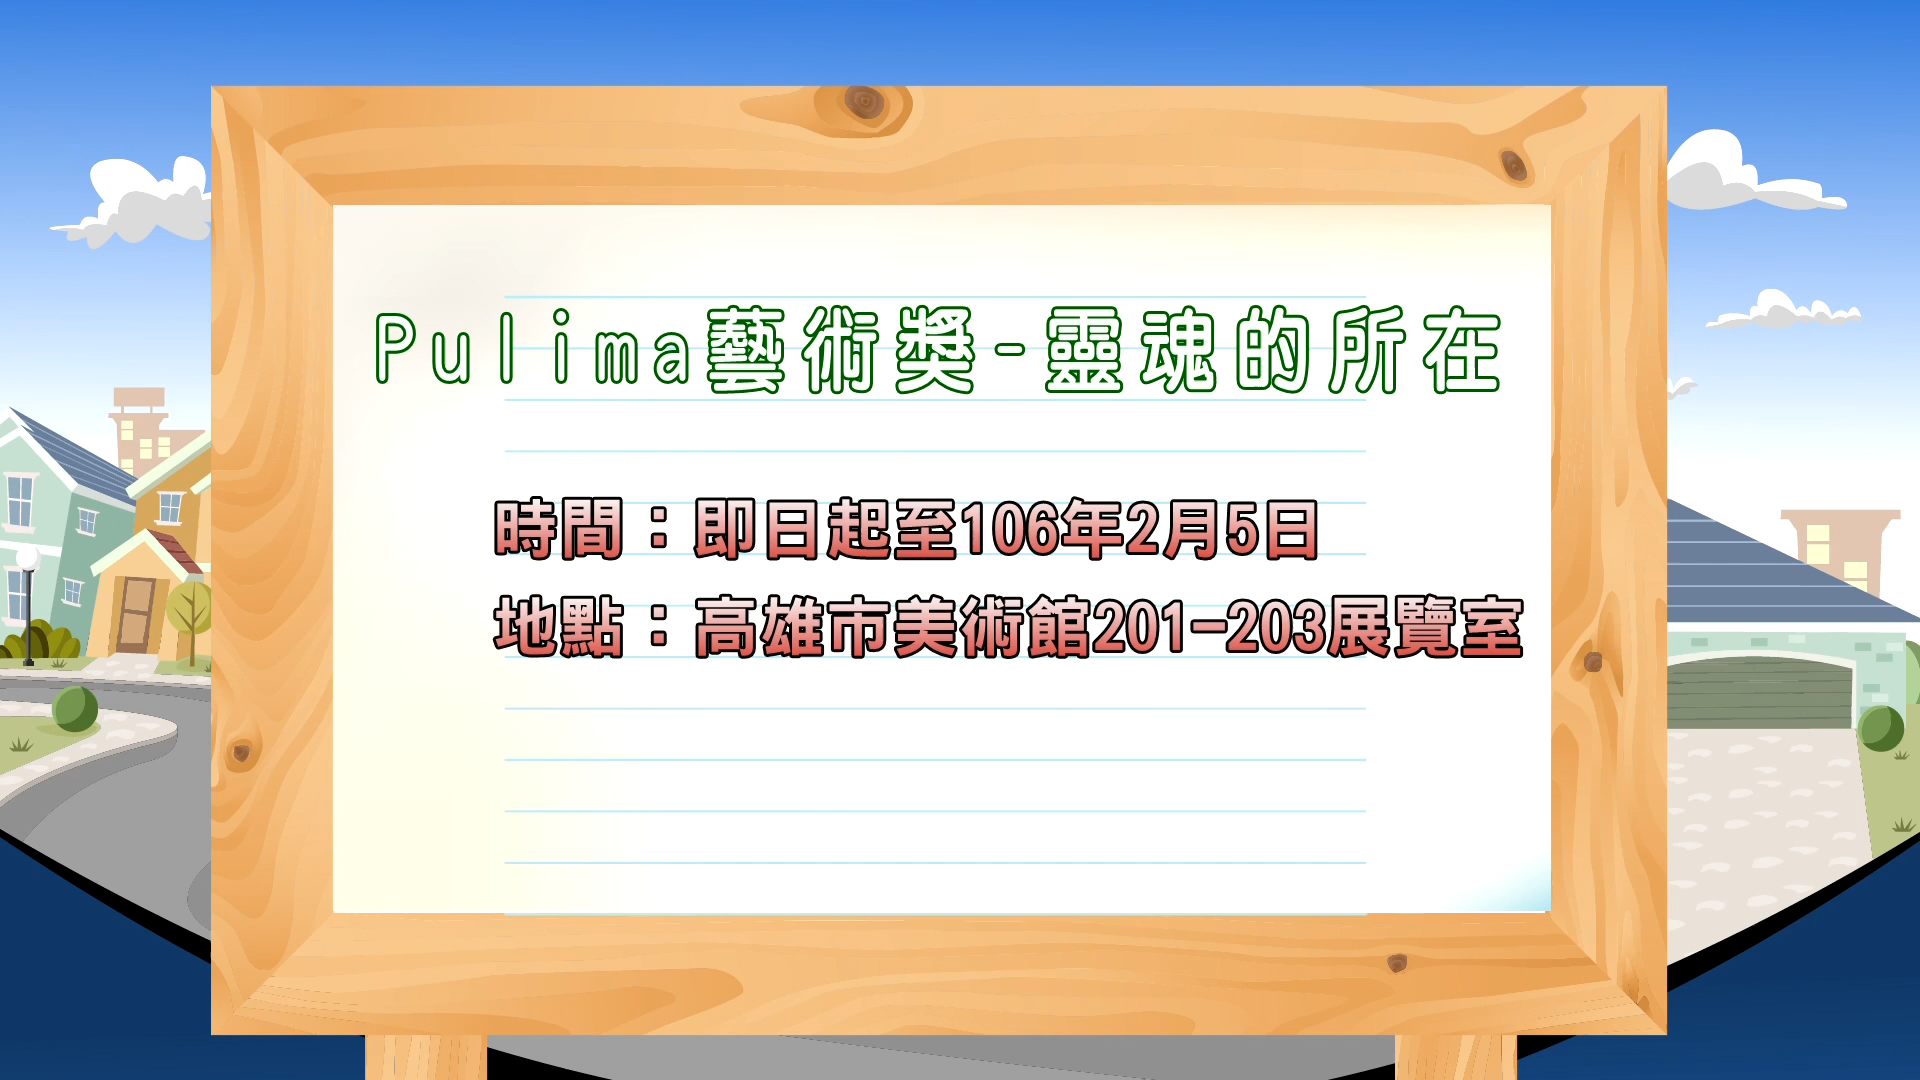 Pulima藝術獎-靈魂的所在
時間：即日起至106年2月5日
地點：高雄市美術館201-203展覽室